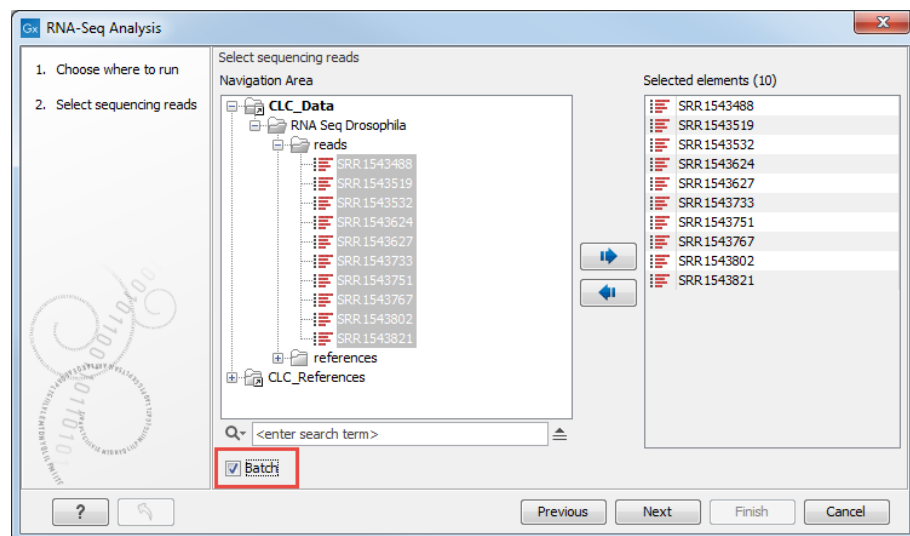 Gx RNA-Seq Analysis
x
1. Choose where to run
2. Select sequencing reads
Select sequencing reads
Navigation Area
CLC_Data
RNA Seq Drosophila
reads
SRR1543488
SRR1543519
SRR1543532
SRR1543624
SRR1543627
SRR1543733
SRR1543751
SRR1543767
SRR1543802
SRR1543821
references
CLC_References
<enter search term>
Batch
Selected elements (10)
SRR1543488
SRR1543519
SRR1543532
SRR1543624
SRR1543627
SRR1543733
SRR1543751
SRR1543767
SRR1543802
SRR1543821
? Previous Next Finish Cancel